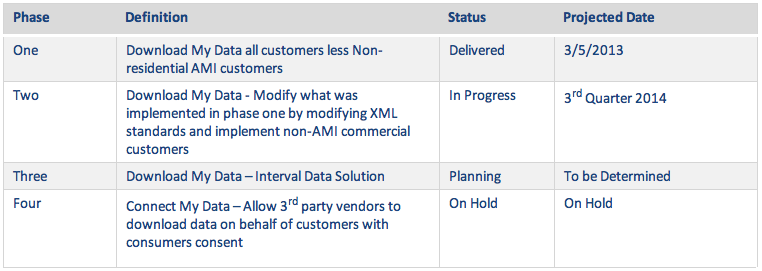 Phase Definition Status Projected Date
One Download My Data all customers less Non- Delivered 3/5/2013
residential AMI customers
Two Download My Data - Modify what was In Progress 3rd Quarter 2014
implemented in phase one by modifying XML
standards and implement non-AMI commercial
customers
Three Download My Data – Interval Data Solution Planning To be Determined
Four Connect My Data – Allow 3rd party vendors to On Hold On Hold
download data on behalf of customers with
consumers consent